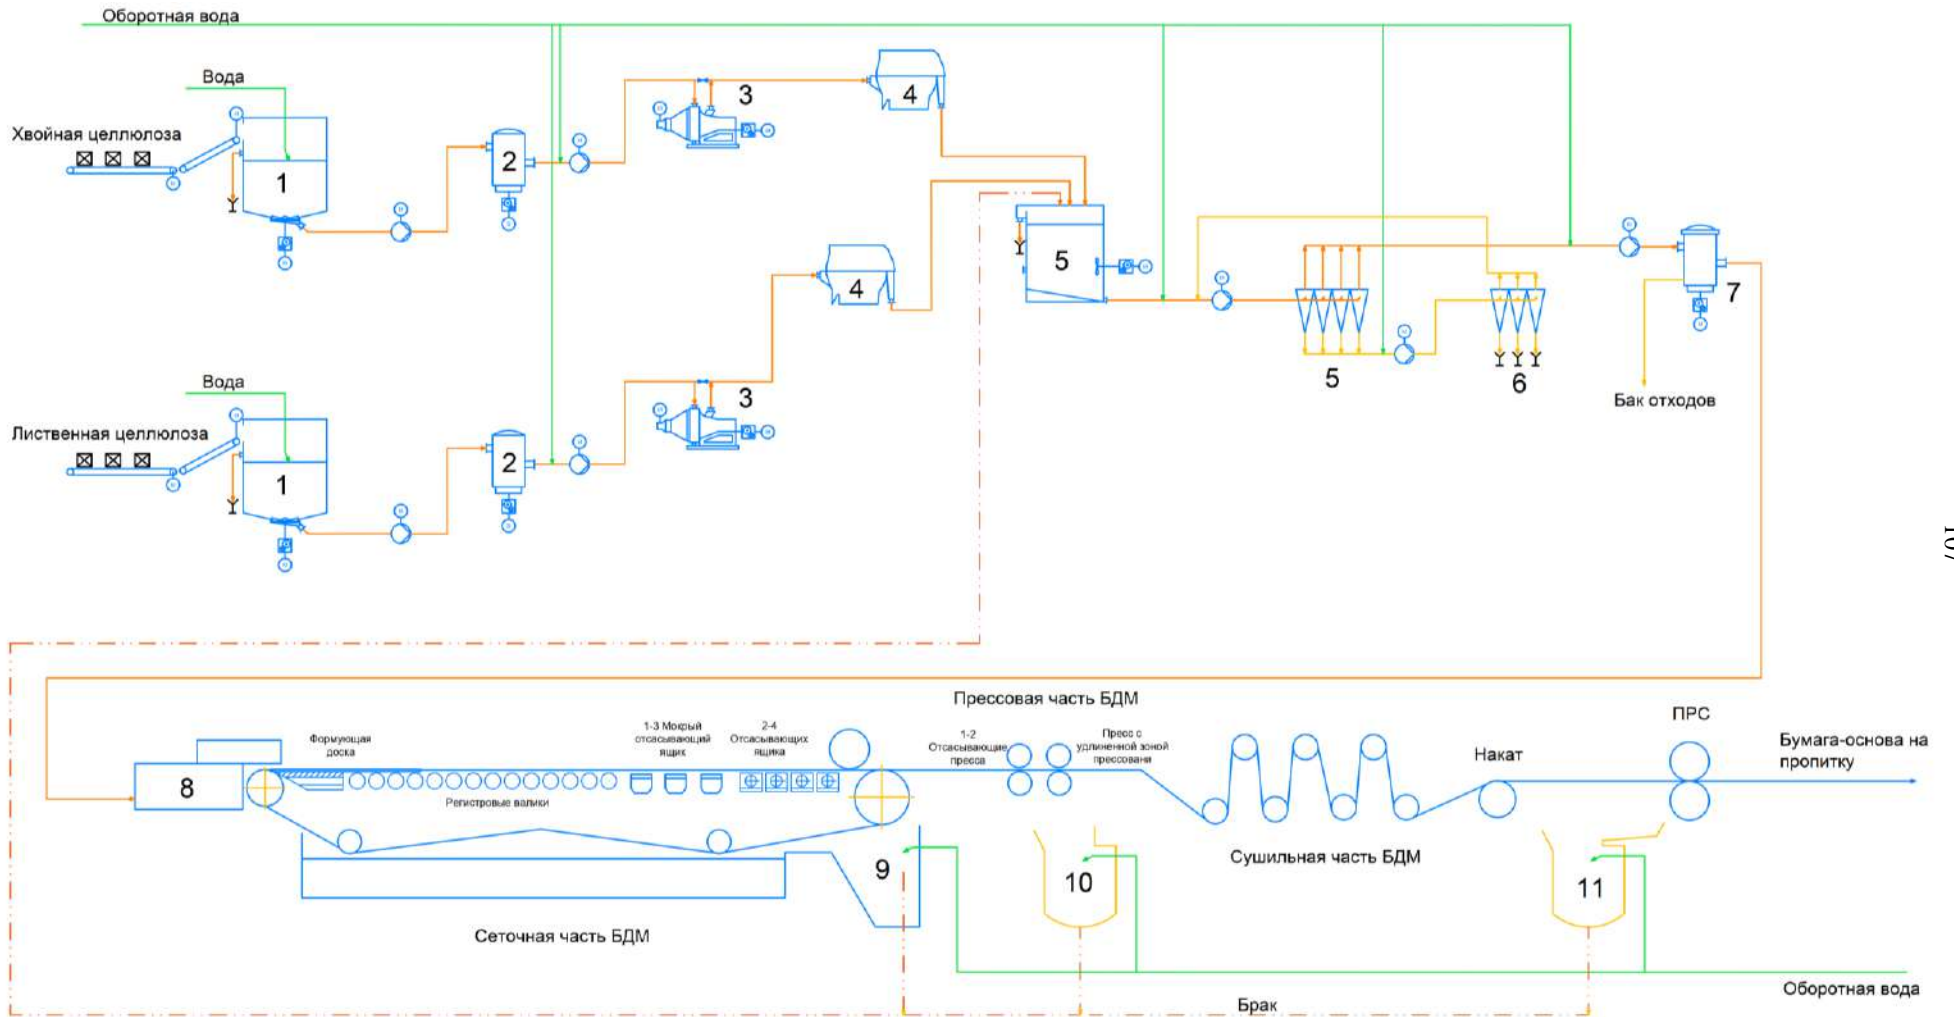 Оборотная вода
Вода
Хвойная целлюлоза
1
2
3
4
5
5
6
7
Бак отходов
Вода
Лиственная целлюлоза
1
2
3
4
107
Прессовая часть БДМ
8
Формующая
доска
Регистровые валики
1-3 Мокрый
отсасывающий
ящик
2-4
Отсасывающих
ящика
1-2
Отсасывающие
пресса
Пресс с
удлиненной зоной
прессовани
Накат
ПРС
Бумага-основа на
пропитку
9
10
Сушильная часть БДМ
11
Сеточная часть БДМ
Оборотная вода
Брак